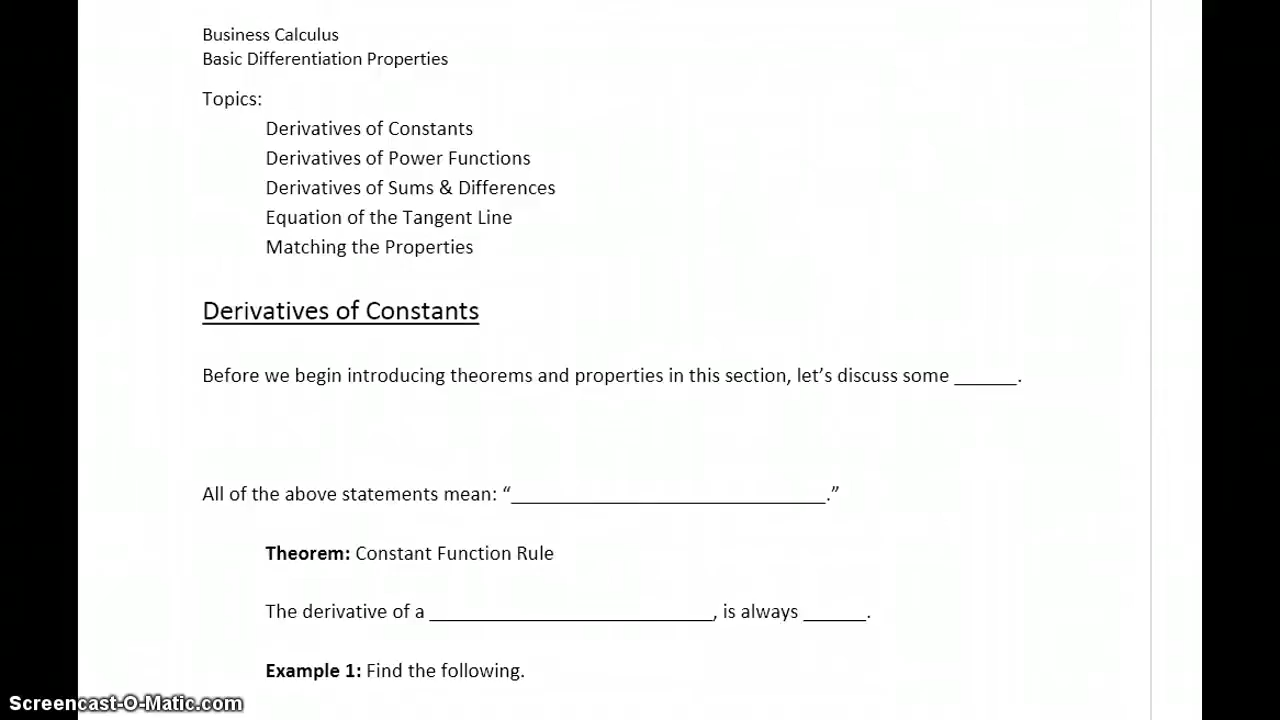 Business Calculus
Basic Differentiation Properties
Topics:
Derivatives of Constants
Derivatives of Power Functions
Derivatives of Sums & Differences
Equation of the Tangent Line
Matching the Properties
Derivatives of Constants
Before we begin introducing theorems and properties in this section, let’s discuss some ______.
All of the above statements mean: “______________________________.”
Theorem: Constant Function Rule
The derivative of a ___________________________, is always ______.
Example 1: Find the following.
Screencast-O-Matic.com